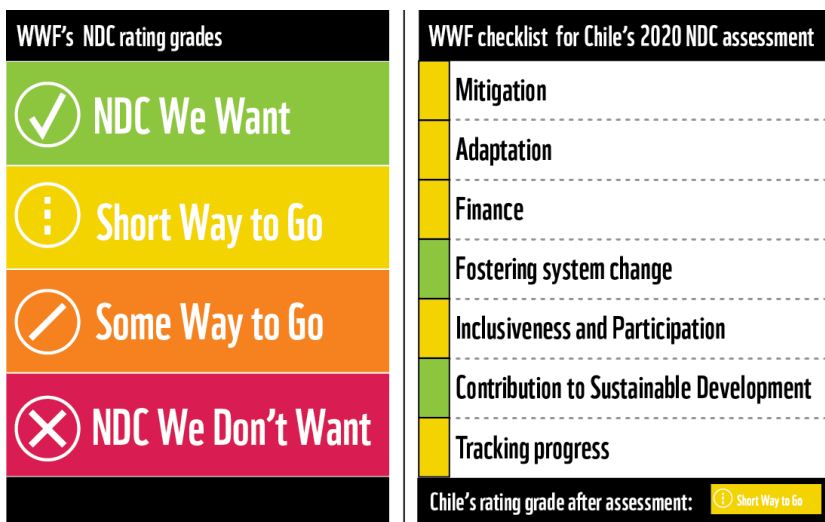 WWF's NDC rating grades
NDC We Want
Short Way to Go
Some Way to Go
NDC We Don't Want
WWF checklist for Chile's 2020 NDC assessment
Mitigation
Adaptation
Finance
Fostering system change
Inclusiveness and Participation
Contribution to Sustainable Development
Tracking progress
Chile's rating grade after assessment: Short Way to Go